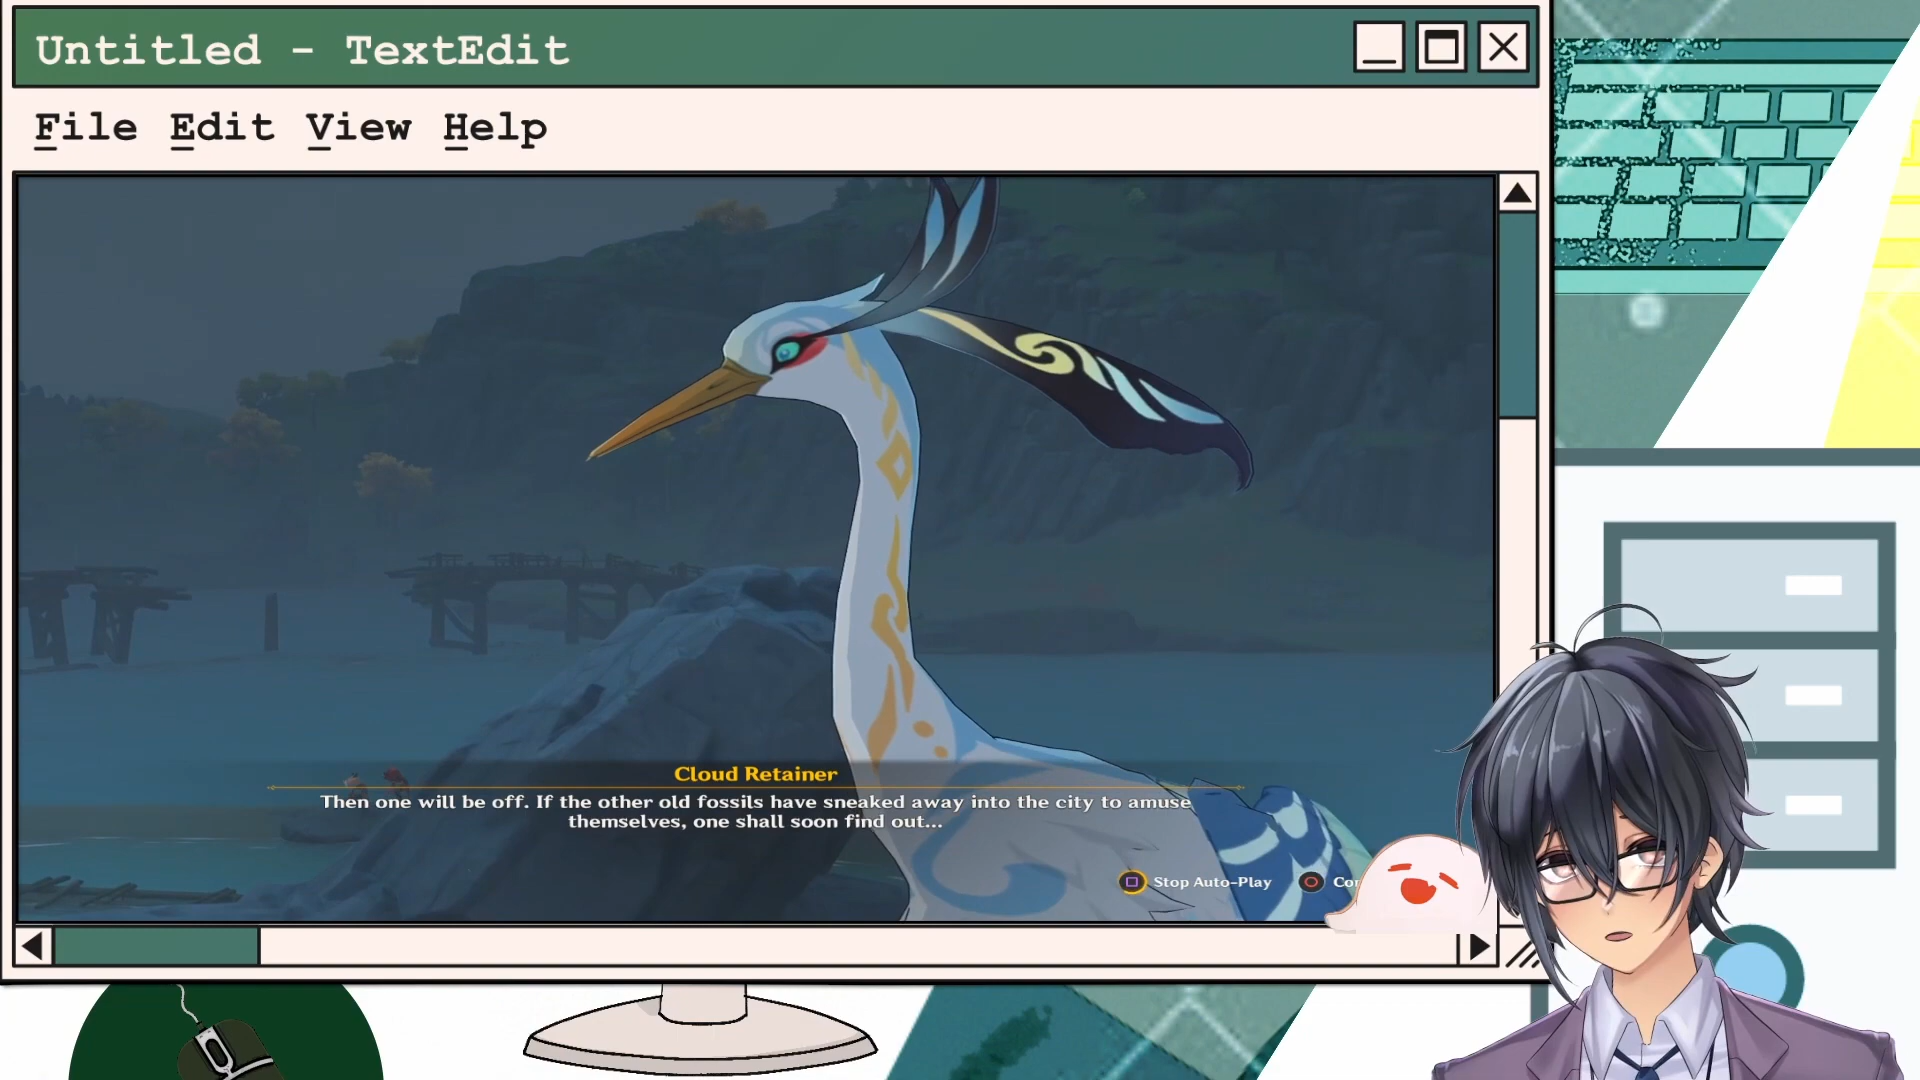 Untitled - TextEdit
File Edit View Help
Cloud Retainer
Then one will be off. If the other old fossils have sneaked away into the city to amuse
themselves, one shall soon find out...
Stop Auto-Play